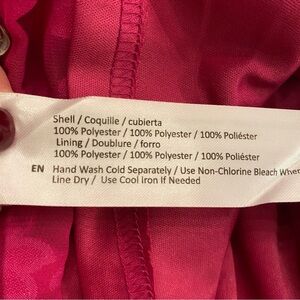 Shell / Coquille / cubierta
100% Polyester / 100% Polyester / 100% Poliéster
Lining / Doublure / forro
100% Polyester / 100% Polyester / 100% Poliéster
EN Hand Wash Cold Separately / Use Non-Chlorine Bleach When
Line Dry / Use Cool Iron If Needed